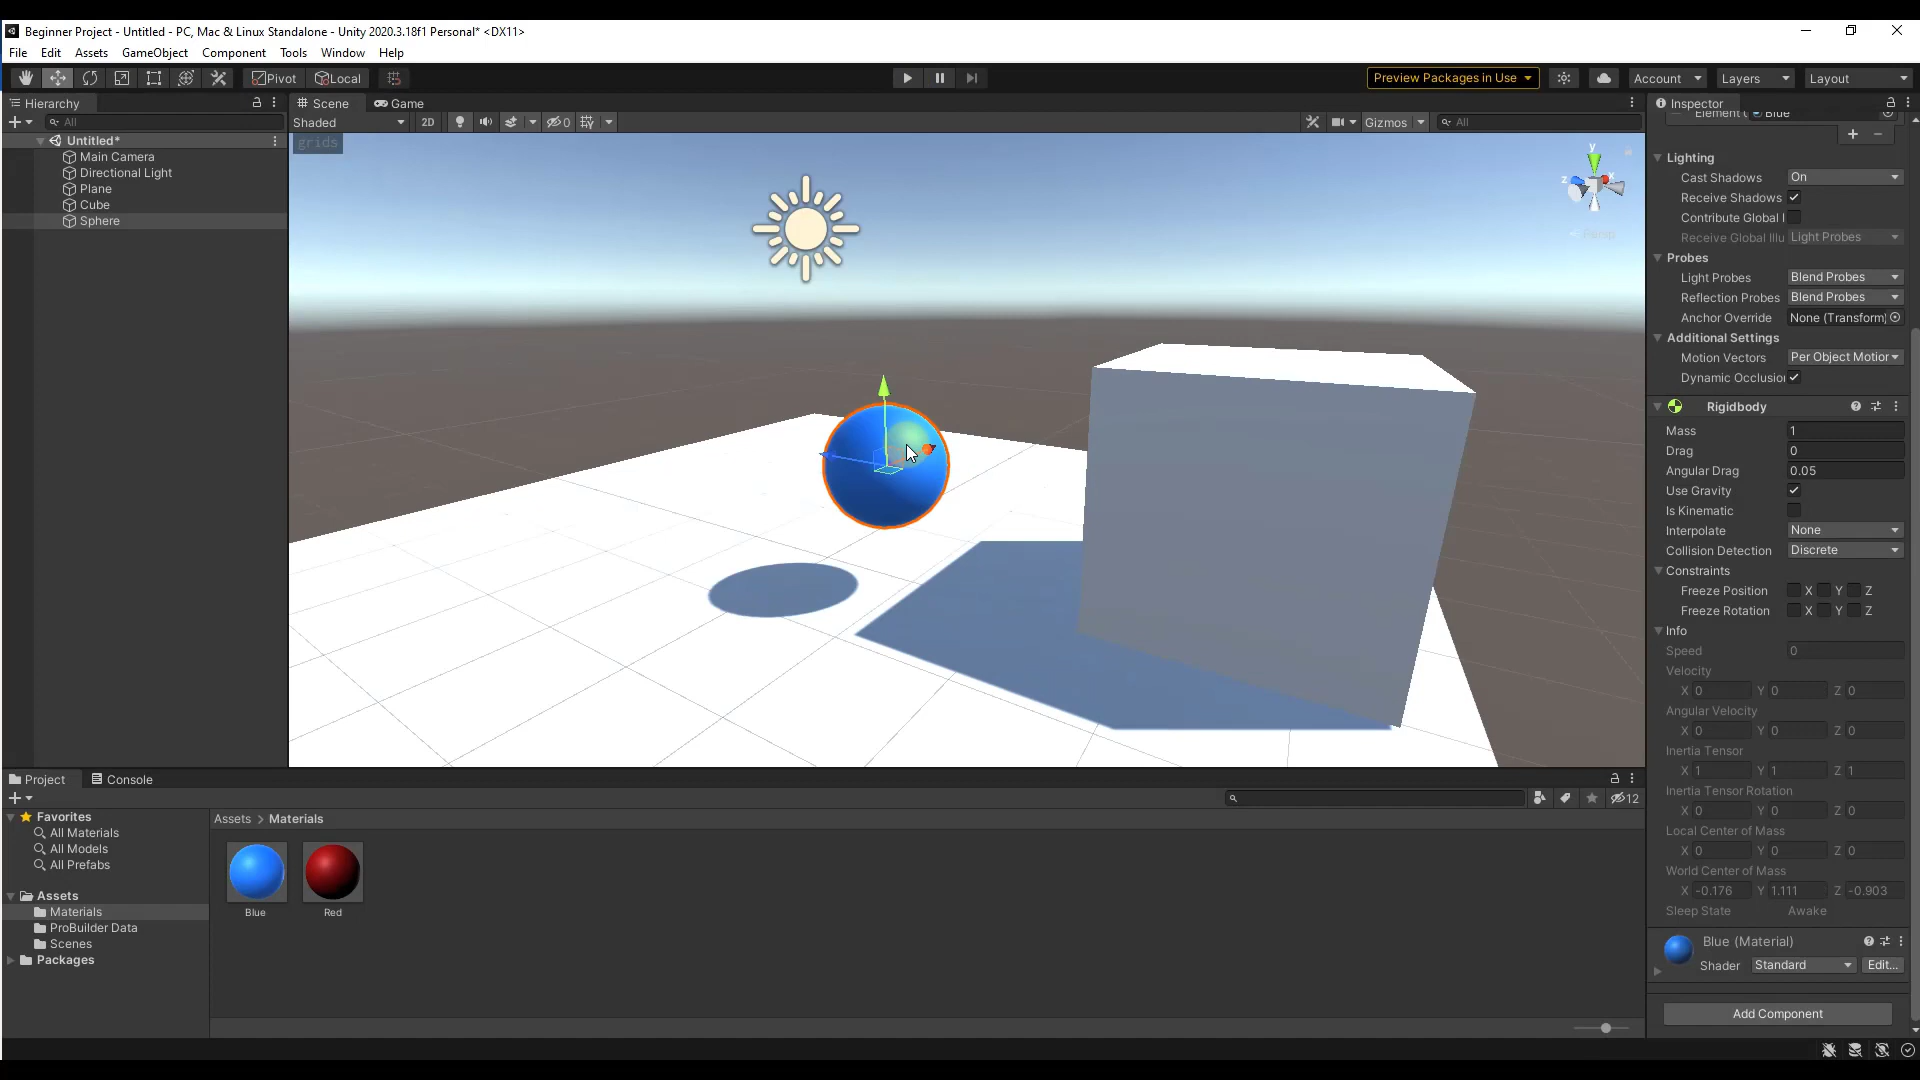 Beginner Project - Untitled - PC, Mac & Linux Standalone - Unity 2020.3.18f1 Personal* <DX11>
File Edit Assets GameObject Component Tools Window Help
Pivot Local Preview Packages in Use Account Layers Layout
Hierarchy
All
Untitled*
Main Camera
Directional Light
Plane
Cube
Sphere
Scene Game
Shaded 2D 0 Gizmos All
grids
y
x
z
Persp
Inspector
Blue
Lighting
Cast Shadows On
Receive Shadows
Contribute Global I
Receive Global Illu Light Probes
Probes
Light Probes Blend Probes
Reflection Probes Blend Probes
Anchor Override None (Transform)
Additional Settings
Motion Vectors Per Object Motior
Dynamic Occlusior
Rigidbody
Mass 1
Drag 0
Angular Drag 0.05
Use Gravity
Is Kinematic
Interpolate None
Collision Detection Discrete
Constraints
Freeze Position X Y Z
Freeze Rotation X Y Z
Info
Speed 0
Velocity
X 0 Y 0 Z 0
Angular Velocity
X 0 Y 0 Z 0
Inertia Tensor
X 1 Y 1 Z 1
Inertia Tensor Rotation
X 0 Y 0 Z 0
Local Center of Mass
X 0 Y 0 Z 0
World Center of Mass
X -0.176 Y 1.111 Z -0.903
Sleep State Awake
Blue (Material)
Shader Standard Edit...
Add Component
Project Console
12
Favorites
All Materials
All Models
All Prefabs
Assets
Materials
ProBuilder Data
Scenes
Packages
Assets > Materials
Blue
Red